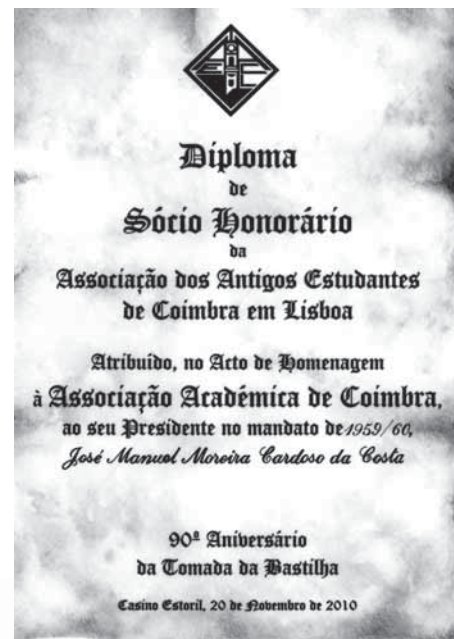 Diploma
de
Sócio Honorário
da
Associação dos Antigos Estudantes
de Coimbra em Lisboa
Atribuído, no Acto de Homenagem
à Associação Académica de Coimbra,
ao seu Presidente no mandato de 1959/60,
José Manuel Moreira Cardoso da Costa
90º Aniversário
da Tomada da Bastilha
Casino Estoril, 20 de Novembro de 2010